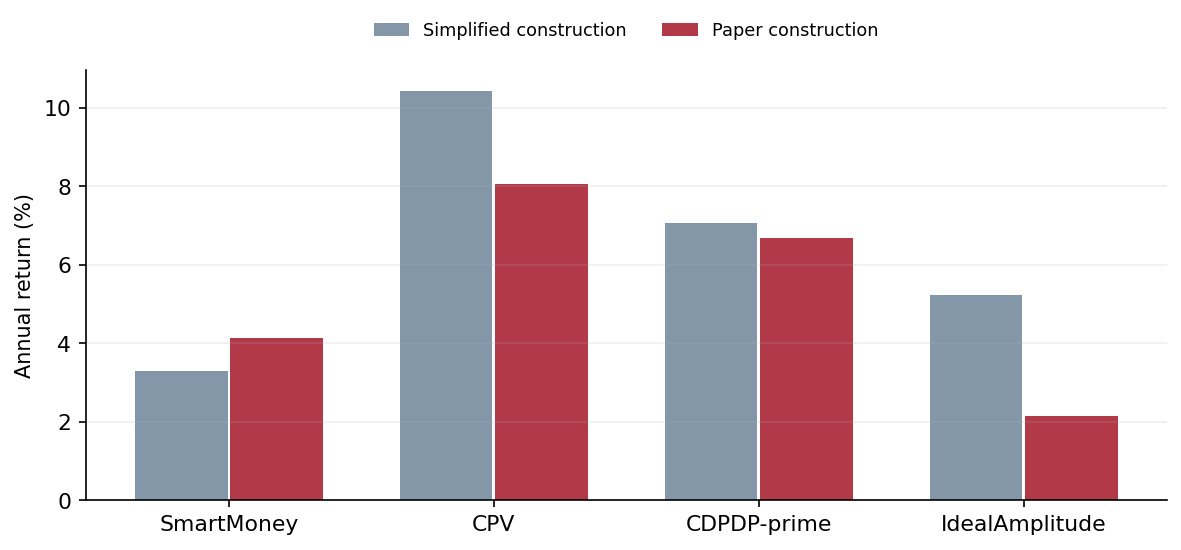 Simplified construction
Paper construction
Annual return (%)
10
8
6
4
2
0
SmartMoney
CPV
CDPDP-prime
IdealAmplitude